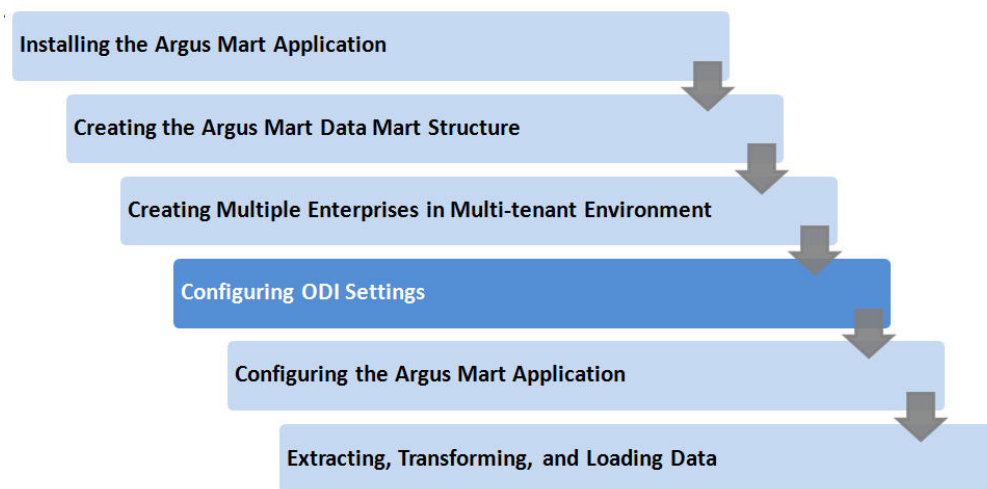 Installing the Argus Mart Application
Creating the Argus Mart Data Mart Structure
Creating Multiple Enterprises in Multi-tenant Environment
Configuring ODI Settings
Configuring the Argus Mart Application
Extracting, Transforming, and Loading Data